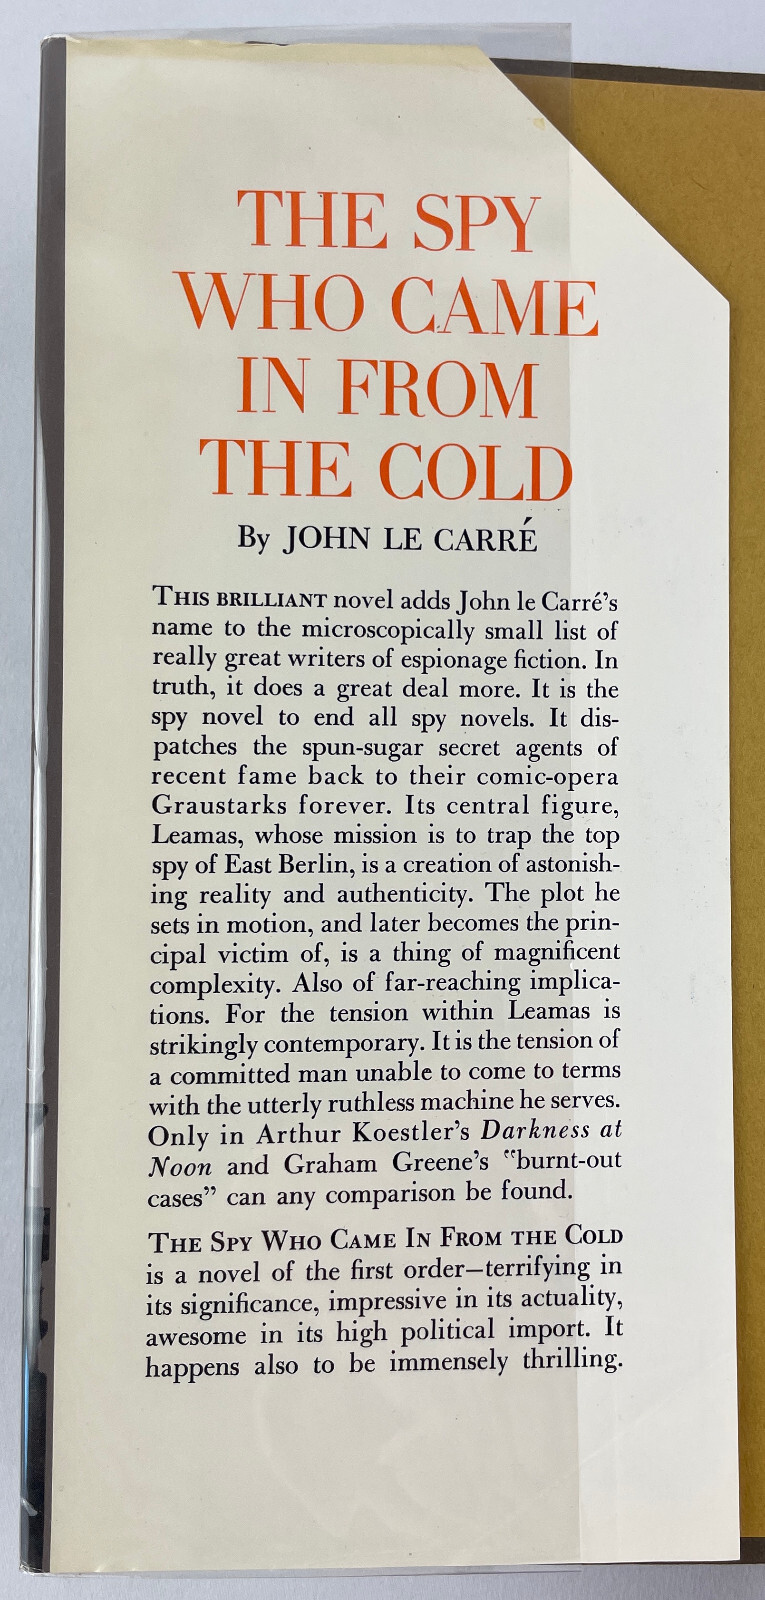 THE SPY
WHO CAME
IN FROM
THE COLD
By JOHN LE CARRÉ
THIS BRILLIANT novel adds John le Carré's
name to the microscopically small list of
really great writers of espionage fiction. In
truth, it does a great deal more. It is the
spy novel to end all spy novels. It dis-
patches the spun-sugar secret agents of
recent fame back to their comic-opera
Graustarks forever. Its central figure,
Leamas, whose mission is to trap the top
spy of East Berlin, is a creation of astonish-
ing reality and authenticity. The plot he
sets in motion, and later becomes the prin-
cipal victim of, is a thing of magnificent
complexity. Also of far-reaching implica-
tions. For the tension within Leamas is
strikingly contemporary. It is the tension of
a committed man unable to come to terms
with the utterly ruthless machine he serves.
Only in Arthur Koestler's Darkness at
Noon and Graham Greene's "burnt-out
cases" can any comparison be found.
THE SPY WHO CAME IN FROM THE COLD
is a novel of the first order—terrifying in
its significance, impressive in its actuality,
awesome in its high political import. It
happens also to be immensely thrilling.